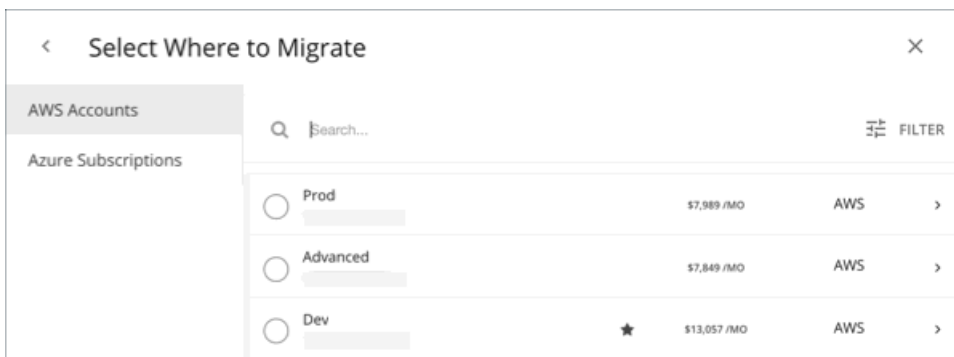 Select Where to Migrate
AWS Accounts
Azure Subscriptions
Search...
FILTER
Prod
$7,989 /MO AWS
Advanced
$7,849 /MO AWS
Dev
$13,057 /MO AWS